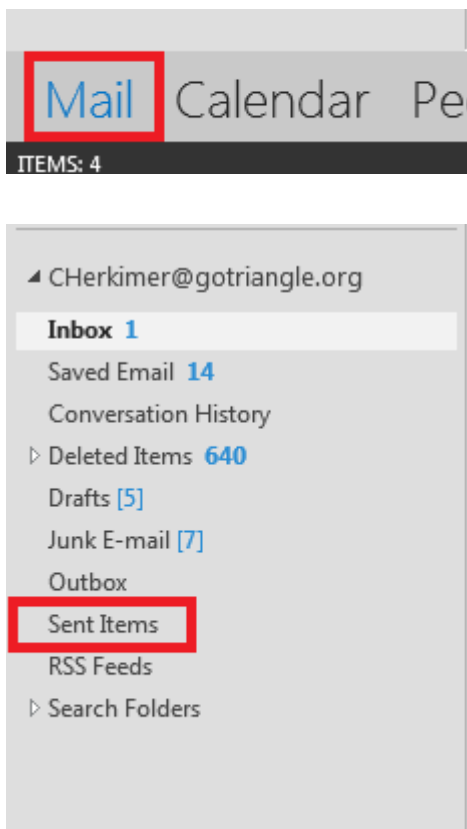 Mail Calendar Pe
ITEMS: 4
CHerkimer@gotriangle.org
Inbox 1
Saved Email 14
Conversation History
Deleted Items 640
Drafts [5]
Junk E-mail [7]
Outbox
Sent Items
RSS Feeds
Search Folders